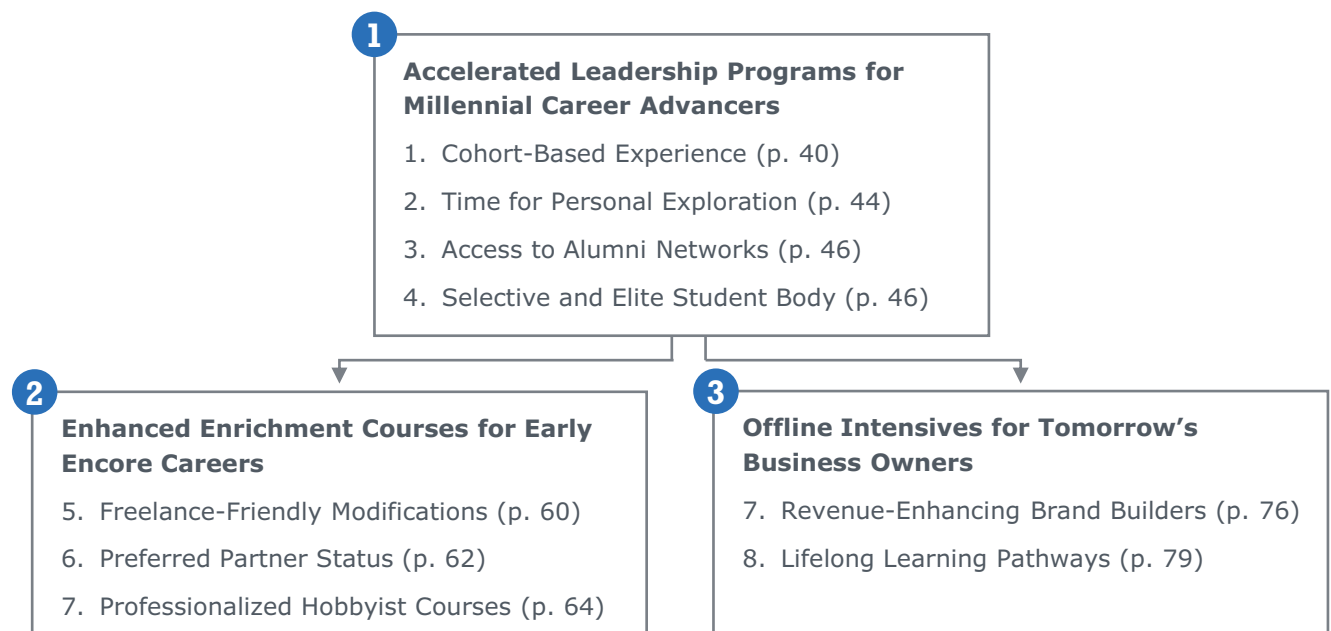 1
Accelerated Leadership Programs for
Millennial Career Advancers
1. Cohort-Based Experience (p. 40)
2. Time for Personal Exploration (p. 44)
3. Access to Alumni Networks (p. 46)
4. Selective and Elite Student Body (p. 46)
2
Enhanced Enrichment Courses for Early
Encore Careers
5. Freelance-Friendly Modifications (p. 60)
6. Preferred Partner Status (p. 62)
7. Professionalized Hobbyist Courses (p. 64)
3
Offline Intensives for Tomorrow’s
Business Owners
7. Revenue-Enhancing Brand Builders (p. 76)
8. Lifelong Learning Pathways (p. 79)